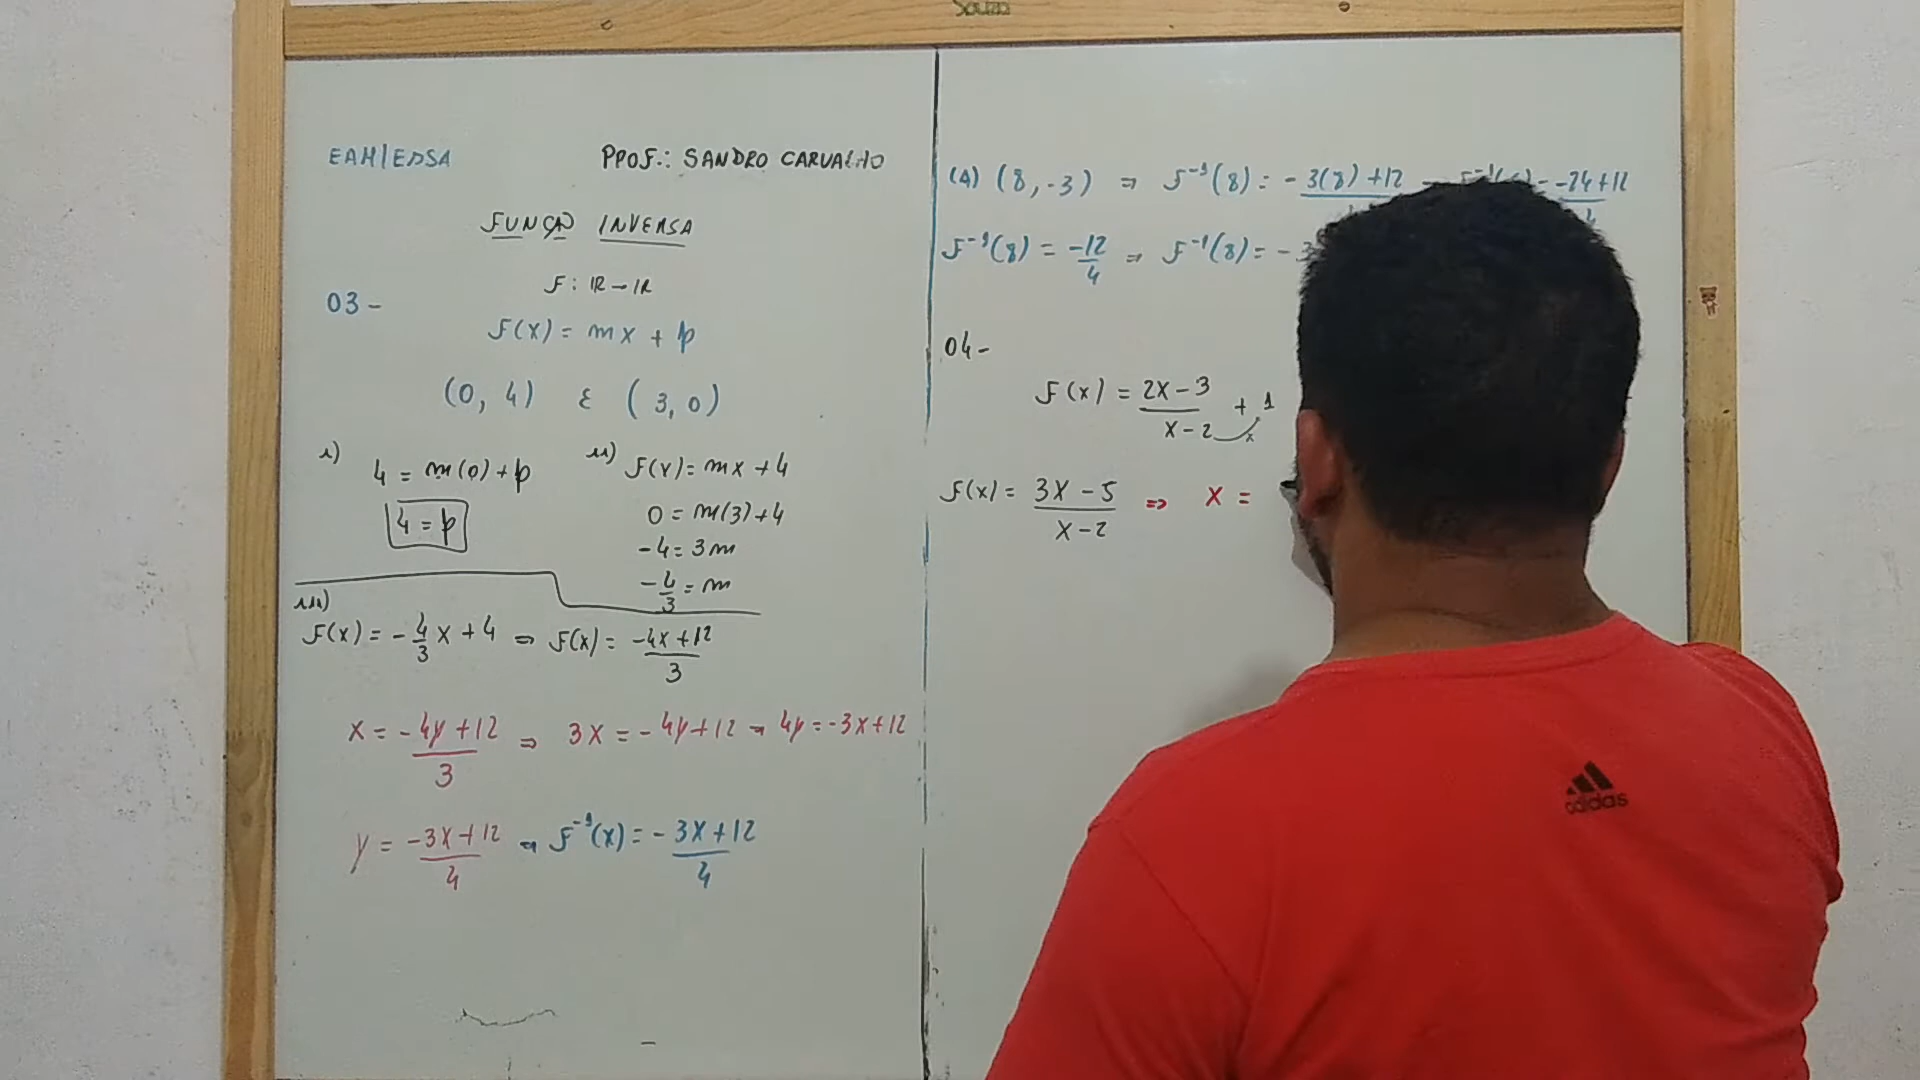 Souza
EAM/EDSA PROF.: SANDRO CARVALHO
FUNÇÃO INVERSA
F: IR → IR
03-
F(x) = mx + p
(0, 4) E (3, 0)
i) 4 = m(0) + p
4 = p
ii) F(x) = mx + 4
0 = m(3) + 4
-4 = 3m
-4/3 = m
iii)
F(x) = -4/3 x + 4 ⇒ F(x) = -4x + 12 / 3
x = -4y + 12 / 3 ⇒ 3x = -4y + 12 → 4y = -3x + 12
y = -3x + 12 / 4 → F⁻¹(x) = -3x + 12 / 4
(A) (8, -3) ⇒ F⁻¹(8) = -3(8) + 12 -24 + 12
F⁻¹(8) = -12/4 ⇒ F⁻¹(8) = -3
04-
F(x) = 2x - 3 / x - 2 + 1
F(x) = 3x - 5 / x - 2 ⇒ x =
adidas